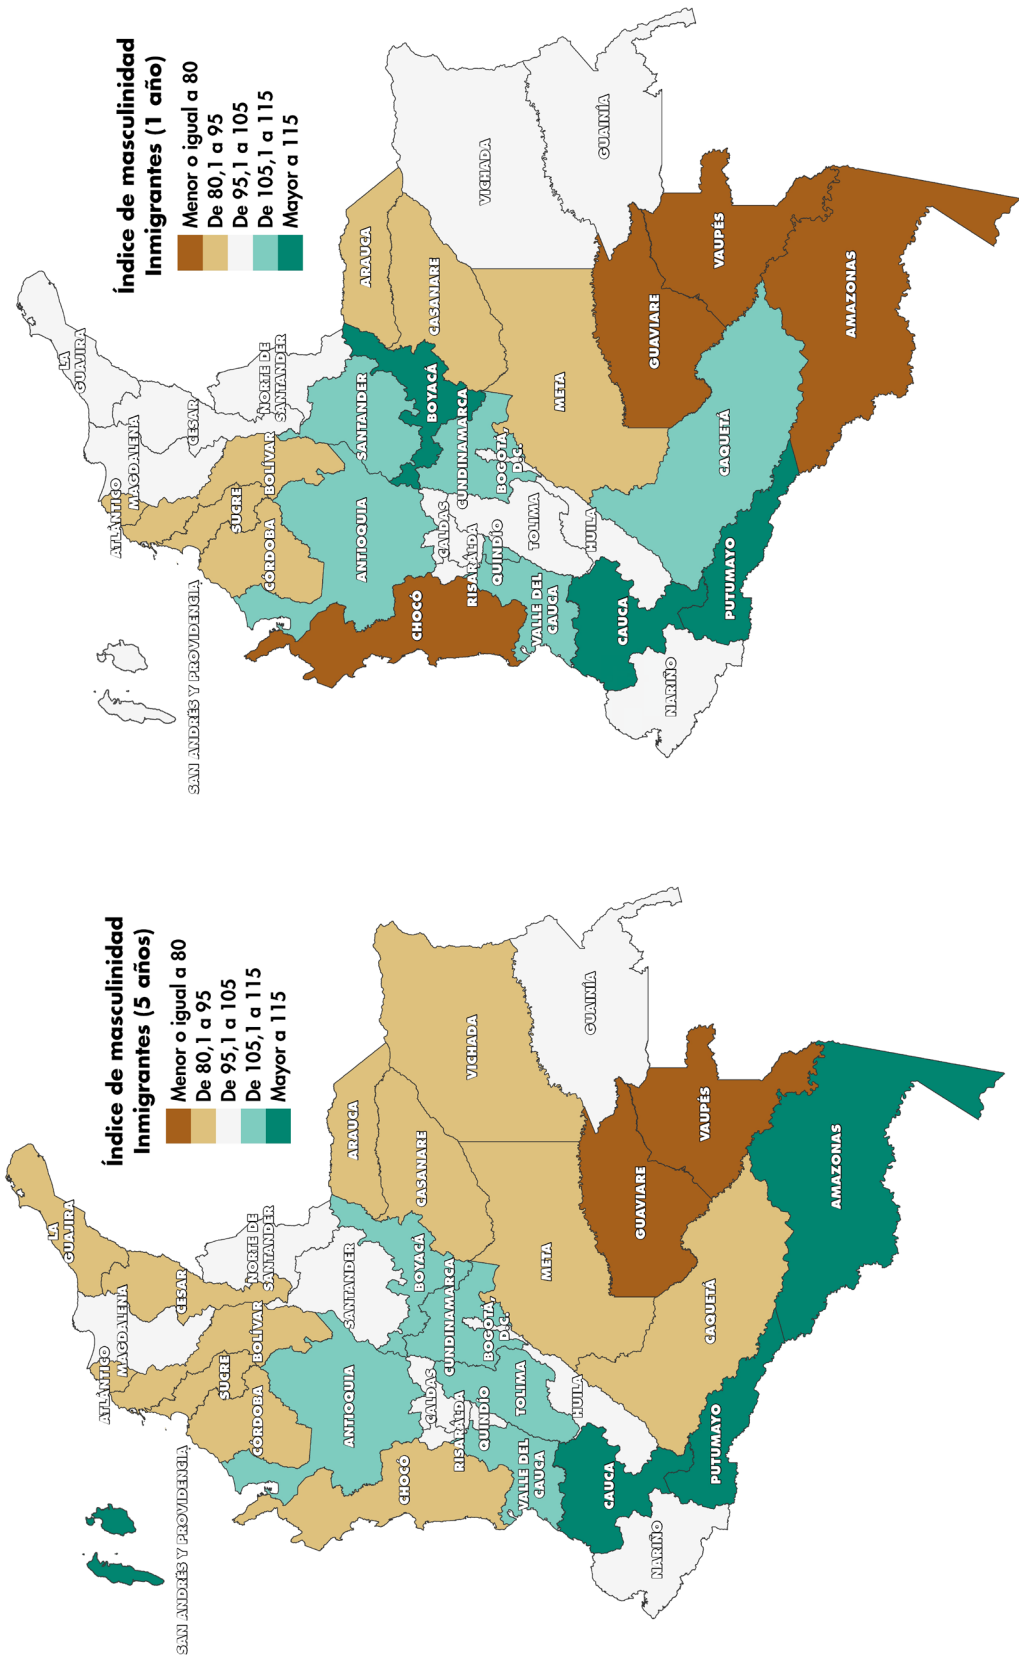 Índice de masculinidad
Inmigrantes (5 años)
Menor o igual a 80
De 80,1 a 95
De 95,1 a 105
De 105,1 a 115
Mayor a 115
LA
GUAJIRA
ATLÁNTICO
MAGDALENA
CESAR
SAN ANDRÉS Y PROVIDENCIA
SUCRE
BOLÍVAR
NORTE DE
SANTANDER
CÓRDOBA
ANTIOQUIA
SANTANDER
ARAUCA
CHOCÓ
CALDAS
BOYACÁ
CASANARE
VICHADA
RISARALDA
CUNDINAMARCA
QUINDÍO
BOGOTÁ,
D.C.
TOLIMA
VALLE DEL
CAUCA
META
GUAINÍA
HUILA
CAUCA
GUAVIARE
NARIÑO
CAQUETÁ
VAUPÉS
PUTUMAYO
AMAZONAS
Índice de masculinidad
Inmigrantes (1 año)
Menor o igual a 80
De 80,1 a 95
De 95,1 a 105
De 105,1 a 115
Mayor a 115
LA
GUAJIRA
ATLÁNTICO
MAGDALENA
CESAR
SAN ANDRÉS Y PROVIDENCIA
SUCRE
BOLÍVAR
NORTE DE
SANTANDER
CÓRDOBA
ANTIOQUIA
SANTANDER
ARAUCA
CHOCÓ
CALDAS
BOYACÁ
CASANARE
VICHADA
RISARALDA
CUNDINAMARCA
QUINDÍO
BOGOTÁ,
D.C.
TOLIMA
VALLE DEL
CAUCA
META
GUAINÍA
HUILA
CAUCA
GUAVIARE
NARIÑO
CAQUETÁ
VAUPÉS
PUTUMAYO
AMAZONAS